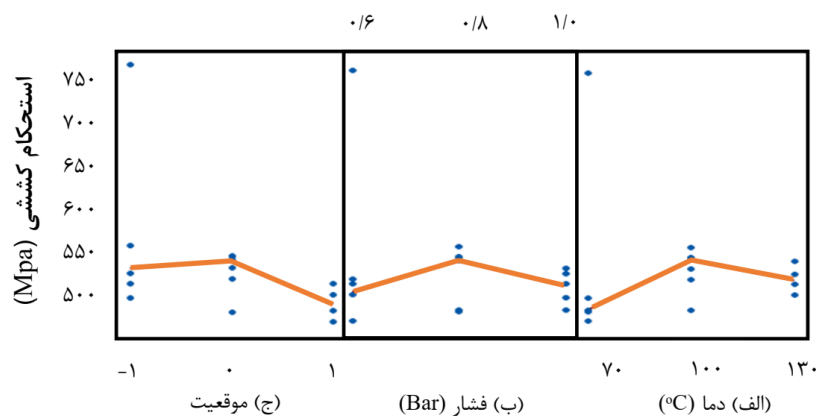 ۰/۶ ۰/۸ ۱/۰
استحکام کششی (Mpa)
۷۵۰
۷۰۰
۶۵۰
۶۰۰
۵۵۰
۵۰۰
−۱ ۰ ۱
۷۰ ۱۰۰ ۱۳۰
الف) دما (°C)
ب) فشار (Bar)
ج) موقعیت